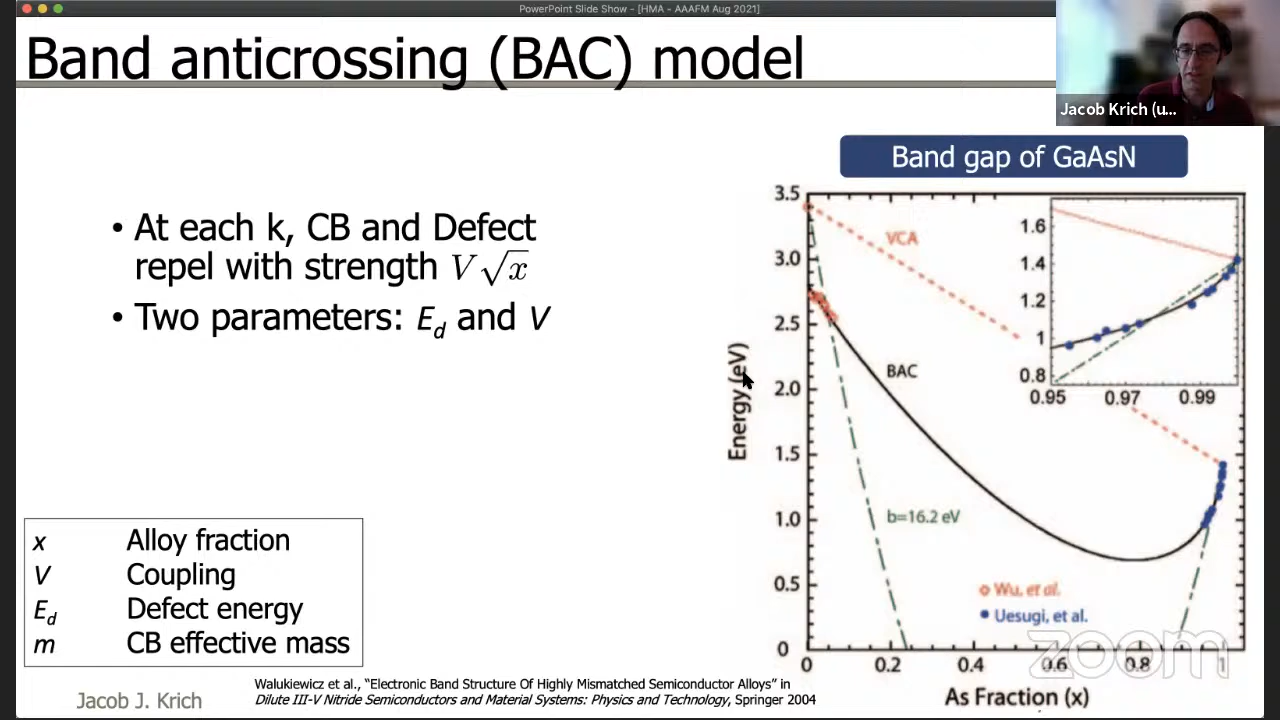 PowerPoint Slide Show - [HMA - AAAFM Aug 2021]
Band anticrossing (BAC) model
Jacob Krich (u...
• At each k, CB and Defect
repel with strength V√x
• Two parameters: E_d and V
x Alloy fraction
V Coupling
E_d Defect energy
m CB effective mass
Band gap of GaAsN
3.5
3.0
2.5
2.0
1.5
1.0
0.5
0
Energy (eV)
VCA
BAC
b=16.2 eV
1.6
1.4
1.2
1
0.8
0.95 0.97 0.99
Wu, et al.
Uesugi, et al.
0 0.2 0.4 0.6 0.8 1
As Fraction (x)
zoom
Jacob J. Krich
Walukiewicz et al., “Electronic Band Structure Of Highly Mismatched Semiconductor Alloys” in
Dilute III-V Nitride Semiconductors and Material Systems: Physics and Technology, Springer 2004